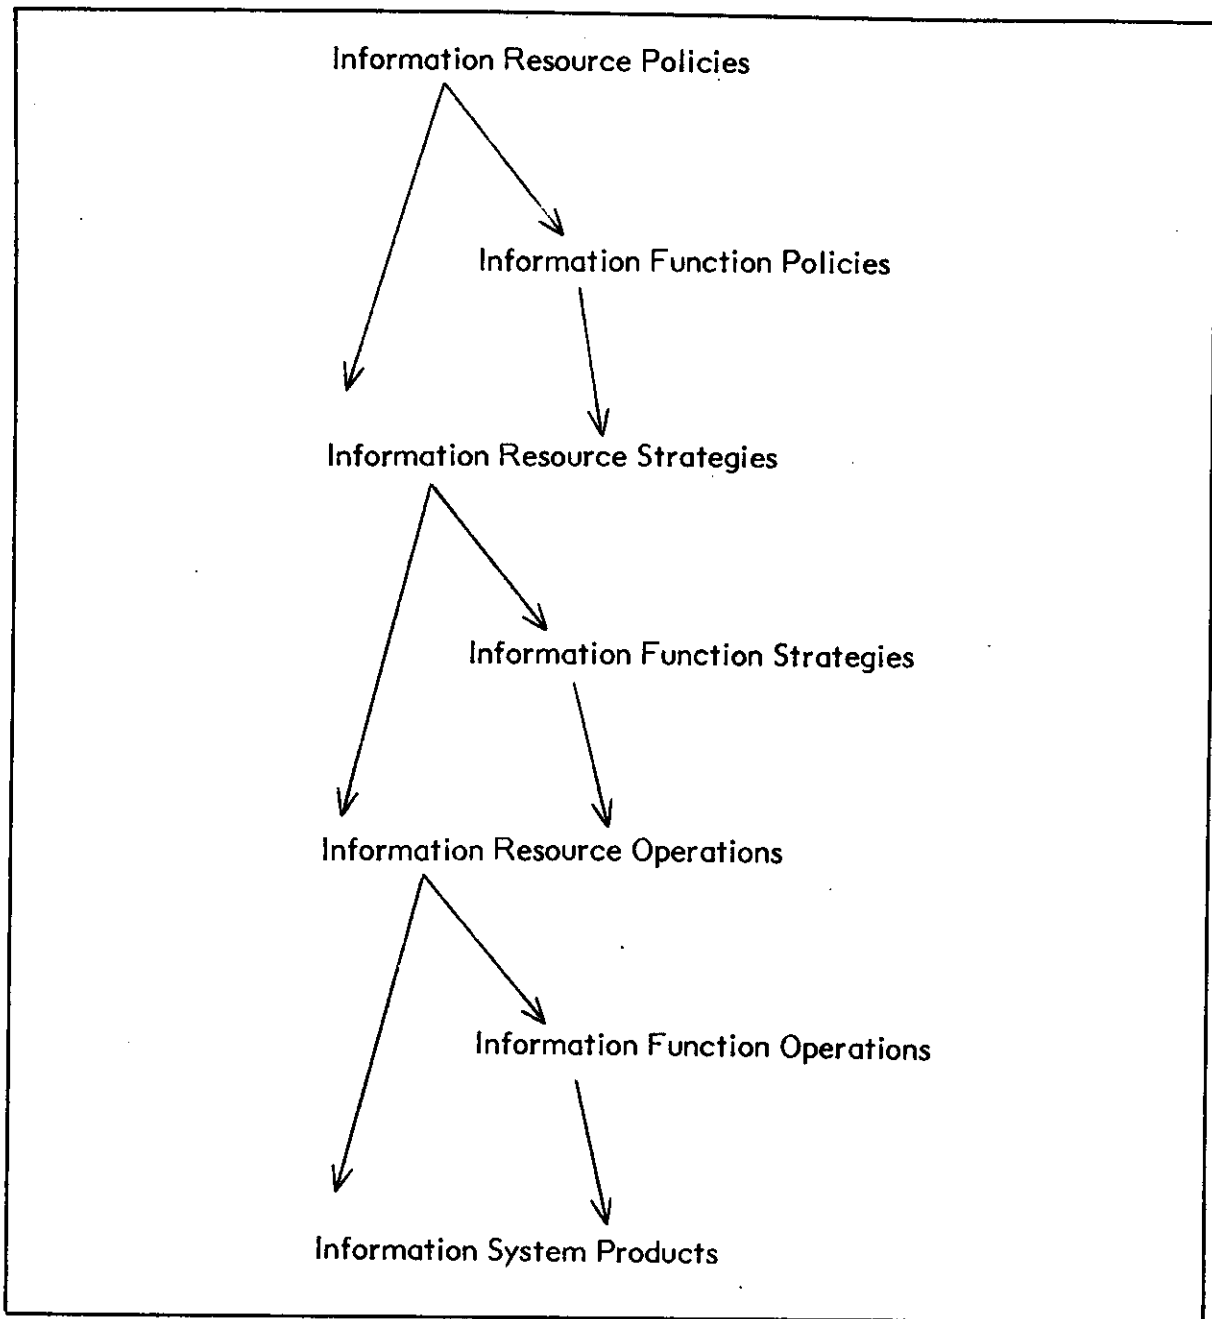 Information Resource Policies
Information Function Policies
Information Resource Strategies
Information Function Strategies
Information Resource Operations
Information Function Operations
Information System Products